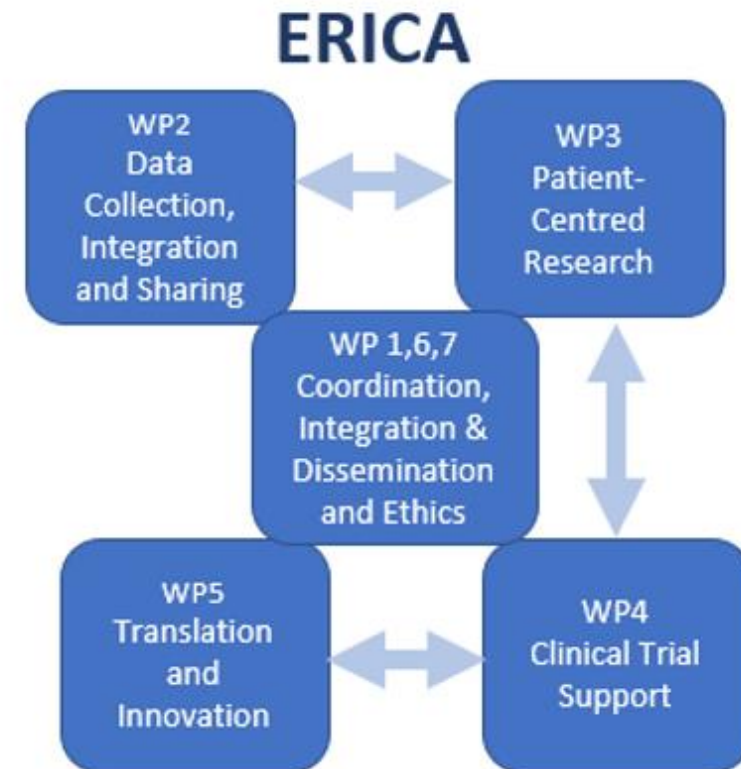 ERICA
WP2
Data
Collection,
Integration
and Sharing
WP3
Patient-
Centred
Research
WP 1,6,7
Coordination,
Integration &
Dissemination
and Ethics
WP5
Translation
and
Innovation
WP4
Clinical Trial
Support